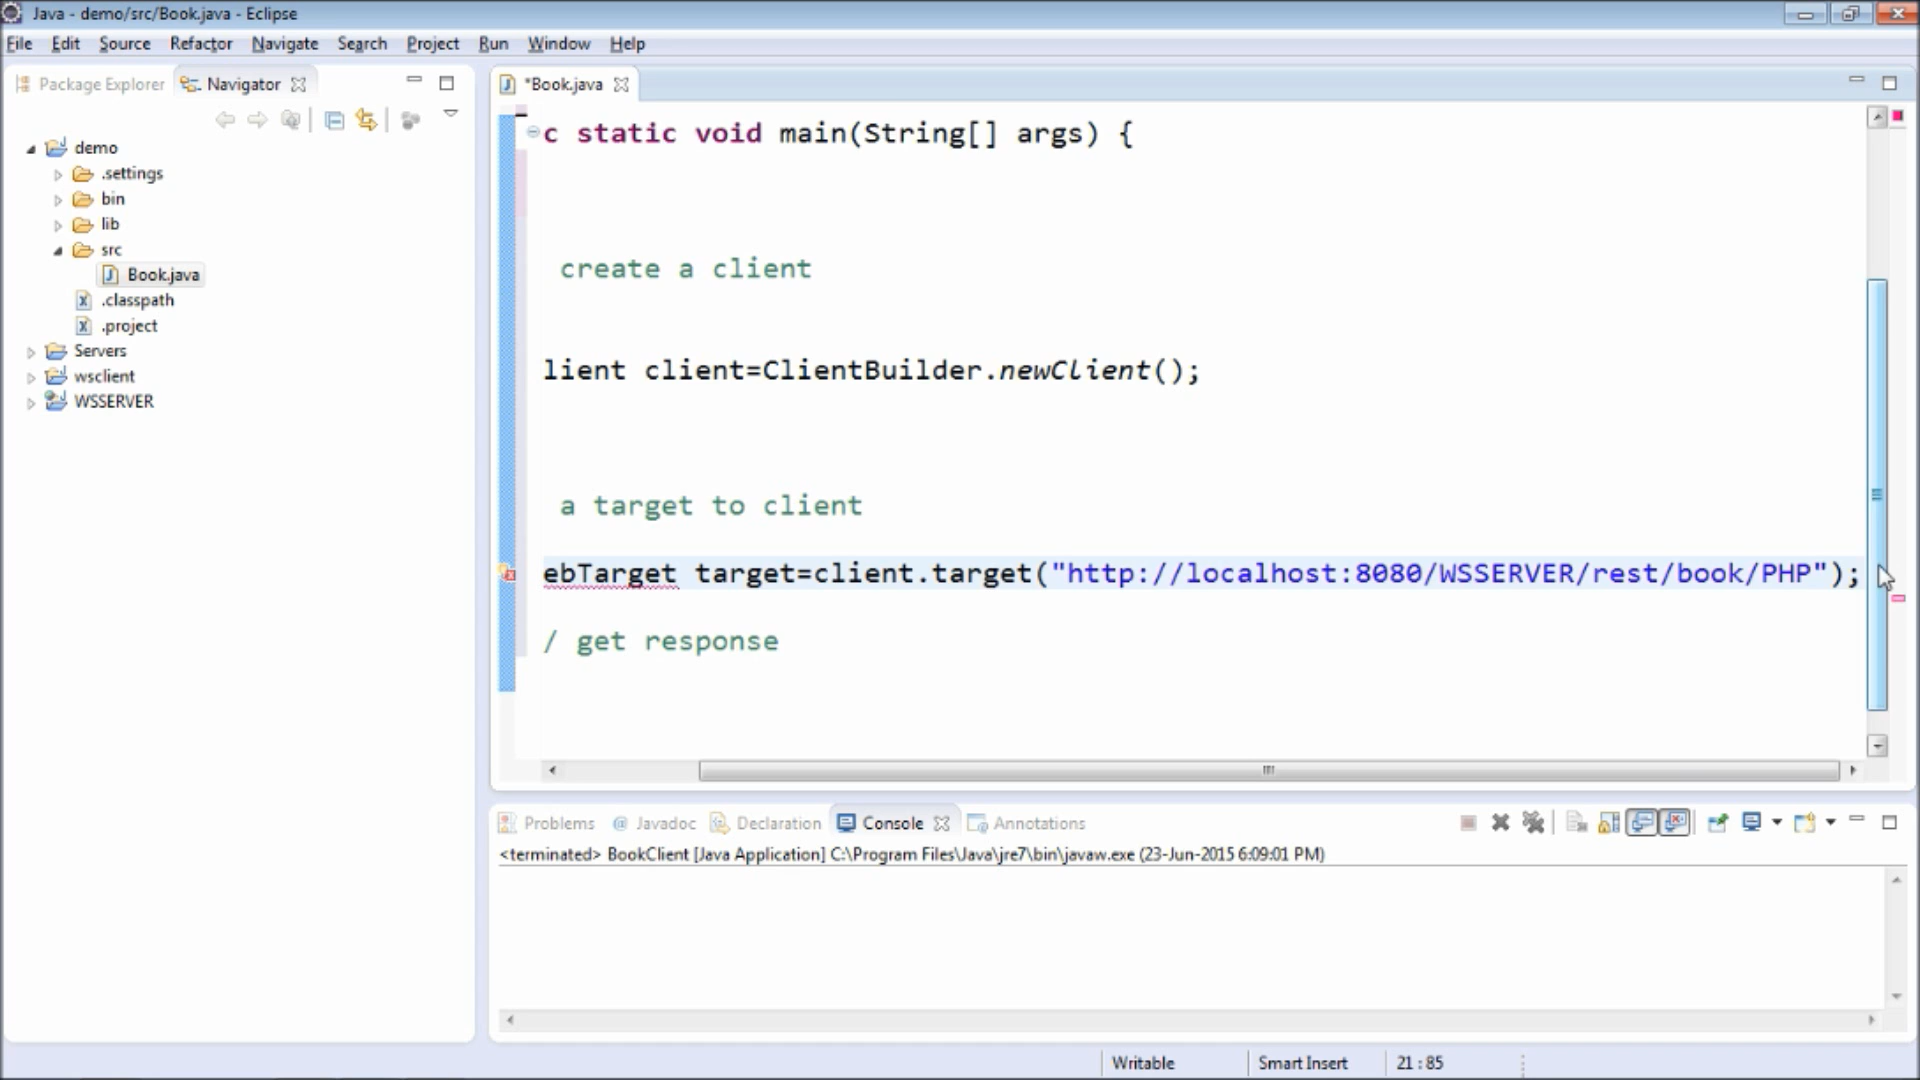 Java - demo/src/Book.java - Eclipse
File Edit Source Refactor Navigate Search Project Run Window Help
Package Explorer Navigator
*Book.java
demo
.settings
bin
lib
src
Book.java
.classpath
.project
Servers
wsclient
WSSERVER
c static void main(String[] args) {
create a client
lient client=ClientBuilder.newClient();
a target to client
ebTarget target=client.target("http://localhost:8080/WSSERVER/rest/book/PHP");
/ get response
Problems @ Javadoc Declaration Console Annotations
<terminated> BookClient [Java Application] C:\Program Files\Java\jre7\bin\javaw.exe (23-Jun-2015 6:09:01 PM)
Writable Smart Insert 21 : 85